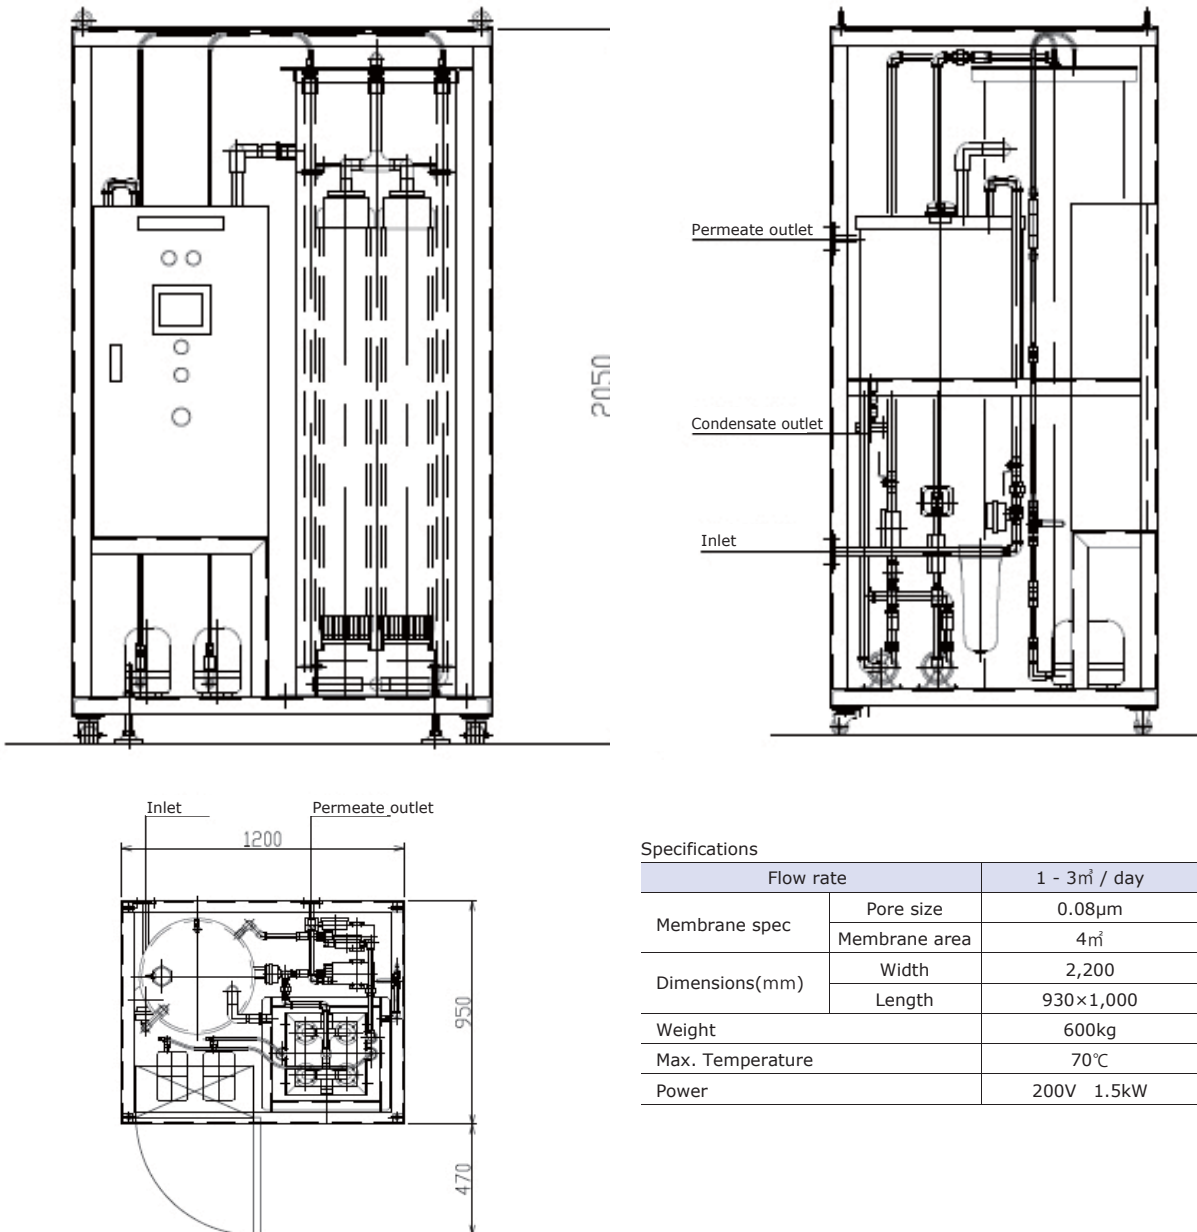 2050
Permeate outlet
Condensate outlet
Inlet
Inlet
Permeate outlet
1200
950
470
Specifications
Flow rate 1 - 3㎥ / day
Membrane spec Pore size 0.08μm
Membrane area 4㎡
Dimensions(mm) Width 2,200
Length 930×1,000
Weight 600kg
Max. Temperature 70℃
Power 200V 1.5kW